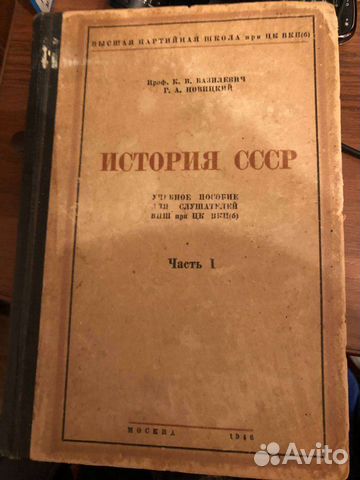 ВЫСШАЯ ПАРТИЙНАЯ ШКОЛА при ЦК ВКП(б)
Проф. К. В. БАЗИЛЕВИЧ
Г. А. НОВИЦКИЙ
ИСТОРИЯ СССР
УЧЕБНОЕ ПОСОБИЕ
ДЛЯ СЛУШАТЕЛЕЙ
ВПШ при ЦК ВКП(б)
Часть I
МОСКВА 1946
Avito